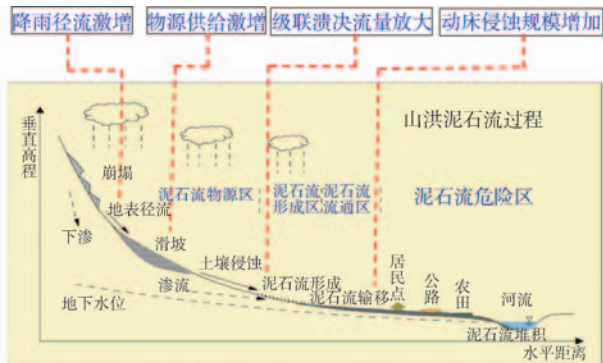 降雨径流激增
物源供给激增
级联溃决流量放大
动床侵蚀规模增加
垂直高程
山洪泥石流过程
崩塌
泥石流物源区
泥石流
形成区
泥石流
流通区
泥石流危险区
地表径流
下渗
滑坡
土壤侵蚀
渗流
泥石流形成
泥石流输移
居民点
公路
农田
河流
地下水位
泥石流堆积
水平距离